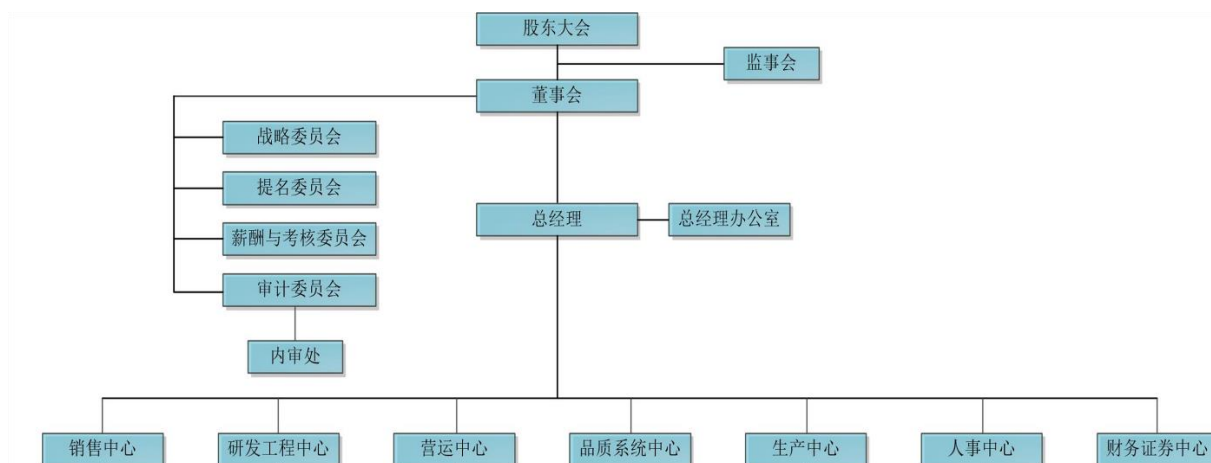 股东大会
监事会
董事会
战略委员会
提名委员会
总经理
总经理办公室
薪酬与考核委员会
审计委员会
内审处
销售中心
研发工程中心
营运中心
品质系统中心
生产中心
人事中心
财务证券中心